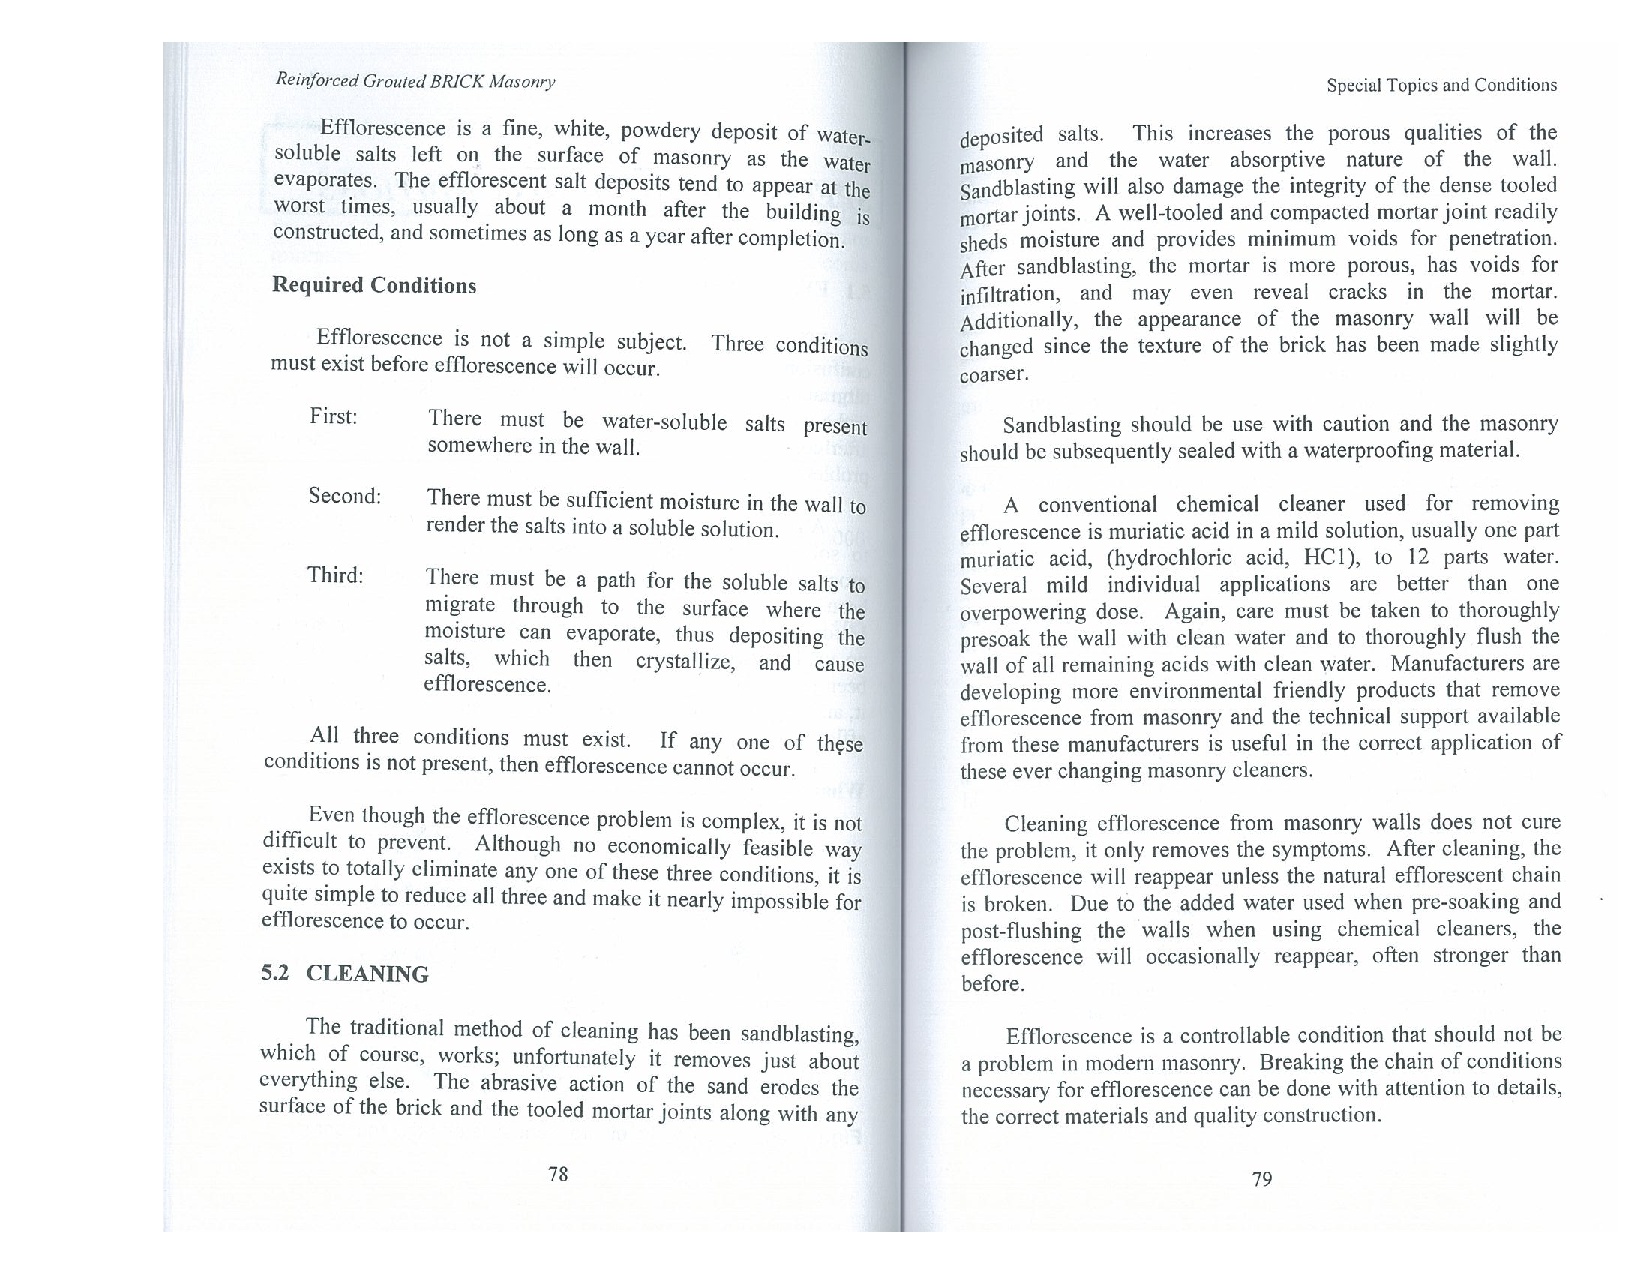 Reinforced Grouted BRICK Masonry
Efflorescence is a fine, white, powdery deposit of water-
soluble salts left on the surface of masonry as the water
evaporates. The efflorescent salt deposits tend to appear at the
worst times, usually about a month after the building is
constructed, and sometimes as long as a year after completion.
Required Conditions
Efflorescence is not a simple subject. Three conditions
must exist before efflorescence will occur.
First: There must be water-soluble salts present
somewhere in the wall.
Second: There must be sufficient moisture in the wall to
render the salts into a soluble solution.
Third: There must be a path for the soluble salts to
migrate through to the surface where the
moisture can evaporate, thus depositing the
salts, which then crystallize, and cause
efflorescence.
All three conditions must exist. If any one of these
conditions is not present, then efflorescence cannot occur.
Even though the efflorescence problem is complex, it is not
difficult to prevent. Although no economically feasible way
exists to totally eliminate any one of these three conditions, it is
quite simple to reduce all three and make it nearly impossible for
efflorescence to occur.
5.2 CLEANING
The traditional method of cleaning has been sandblasting,
which of course, works; unfortunately it removes just about
everything else. The abrasive action of the sand erodes the
surface of the brick and the tooled mortar joints along with any
78
Special Topics and Conditions
deposited salts. This increases the porous qualities of the
masonry and the water absorptive nature of the wall.
Sandblasting will also damage the integrity of the dense tooled
mortar joints. A well-tooled and compacted mortar joint readily
sheds moisture and provides minimum voids for penetration.
After sandblasting, the mortar is more porous, has voids for
infiltration, and may even reveal cracks in the mortar.
Additionally, the appearance of the masonry wall will be
changed since the texture of the brick has been made slightly
coarser.
Sandblasting should be use with caution and the masonry
should be subsequently sealed with a waterproofing material.
A conventional chemical cleaner used for removing
efflorescence is muriatic acid in a mild solution, usually one part
muriatic acid, (hydrochloric acid, HC1), to 12 parts water.
Several mild individual applications are better than one
overpowering dose. Again, care must be taken to thoroughly
presoak the wall with clean water and to thoroughly flush the
wall of all remaining acids with clean water. Manufacturers are
developing more environmental friendly products that remove
efflorescence from masonry and the technical support available
from these manufacturers is useful in the correct application of
these ever changing masonry cleaners.
Cleaning efflorescence from masonry walls does not cure
the problem, it only removes the symptoms. After cleaning, the
efflorescence will reappear unless the natural efflorescent chain
is broken. Due to the added water used when pre-soaking and
post-flushing the walls when using chemical cleaners, the
efflorescence will occasionally reappear, often stronger than
before.
Efflorescence is a controllable condition that should not be
a problem in modern masonry. Breaking the chain of conditions
necessary for efflorescence can be done with attention to details,
the correct materials and quality construction.
79